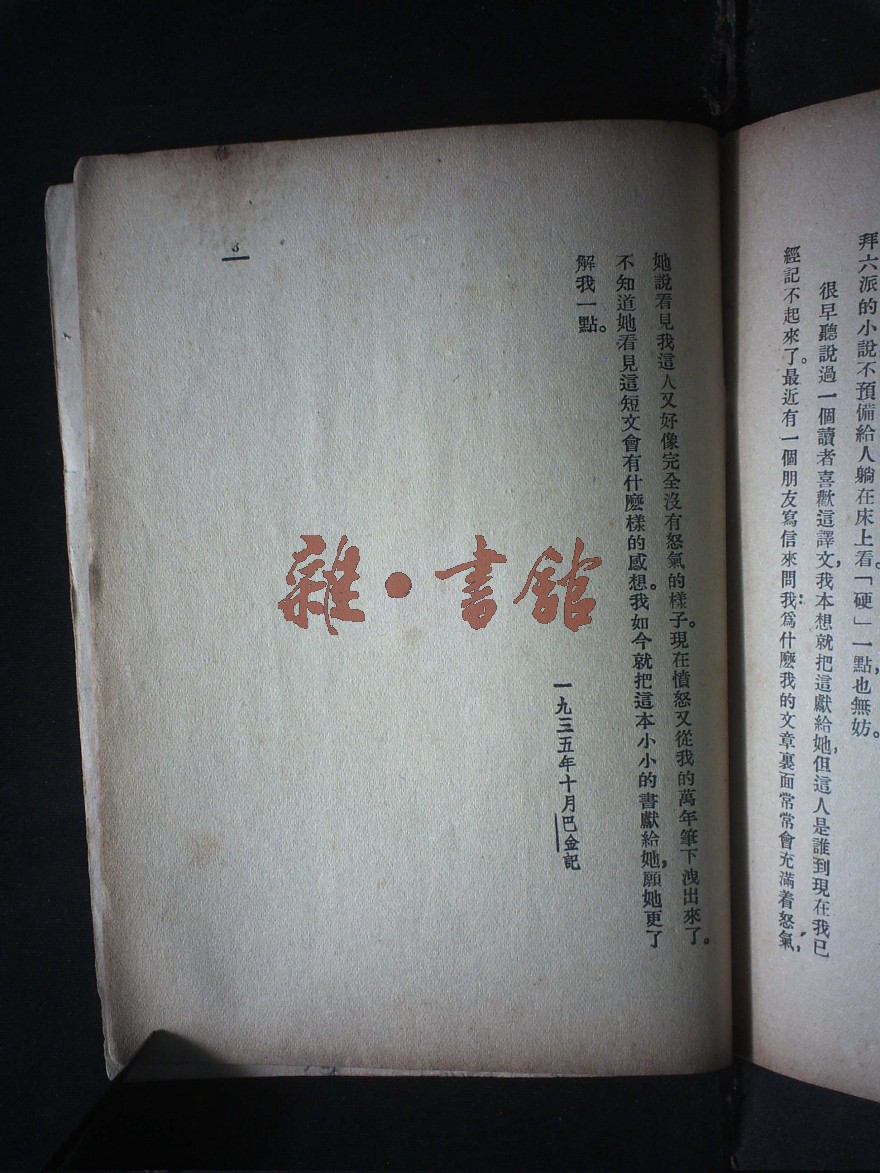 拜六派的小說不預備給人躺在床上看。「硬」一點，也無妨。
很早聽說過一個讀者喜歡這譯文，我本想就把這獻給她，但這人是誰到現在我已
經記不起來了。最近有一個朋友寫信來問我：爲什麽我的文章裏面常常會充滿着怒氣，
她說看見我這人又好像完全沒有怒氣的樣子。現在憤怒又從我的萬年筆下洩出來了。
不知道她看見這短文會有什麽樣的感想。我如今就把這本小小的書獻給她，願她更了
解我一點。
一九三五年十月巴金記
3
雜·書館